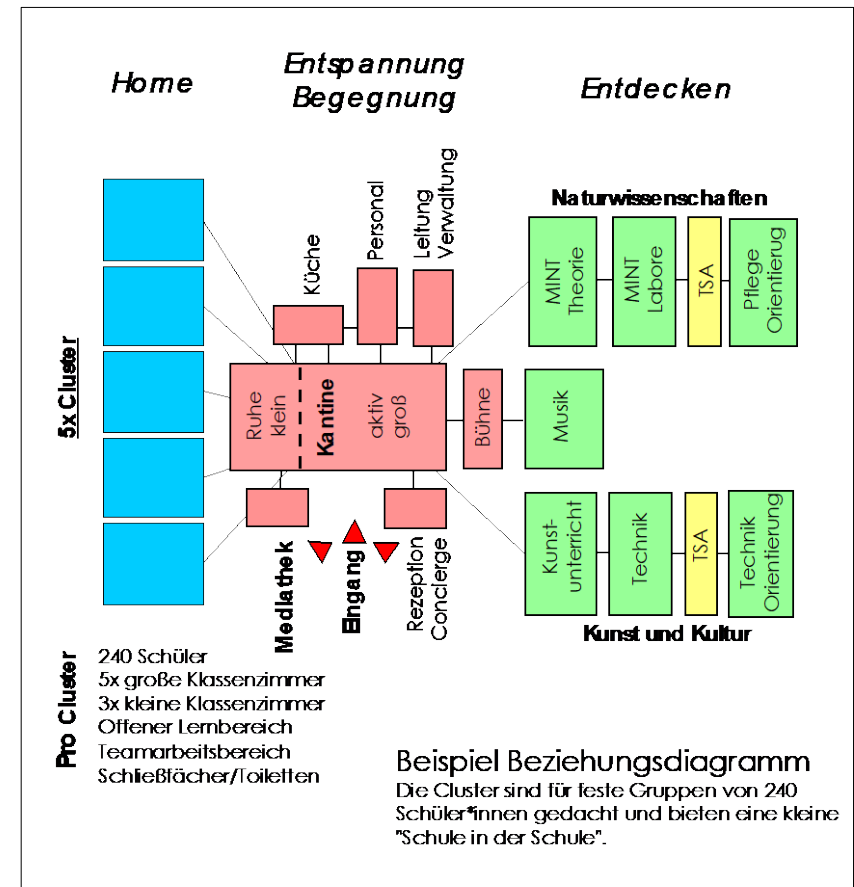 Home
Entspannung
Begegnung
Entdecken
5x Cluster
Küche
Personal
Leitung
Verwaltung
Ruhe
klein
Kantine
aktiv
groß
Bühne
Mediathek
Eingang
Rezeption
Concierge
Naturwissenschaften
MINT
Theorie
MINT
Labore
TSA
Pflege
Orientierug
Musik
Kunst-
unterricht
Technik
TSA
Technik
Orientierung
Kunst und Kultur
Pro Cluster
240 Schüler
5x große Klassenzimmer
3x kleine Klassenzimmer
Offener Lernbereich
Teamarbeitsbereich
Schließfächer/Toiletten
Beispiel Beziehungsdiagramm
Die Cluster sind für feste Gruppen von 240
Schüler*innen gedacht und bieten eine kleine
"Schule in der Schule".